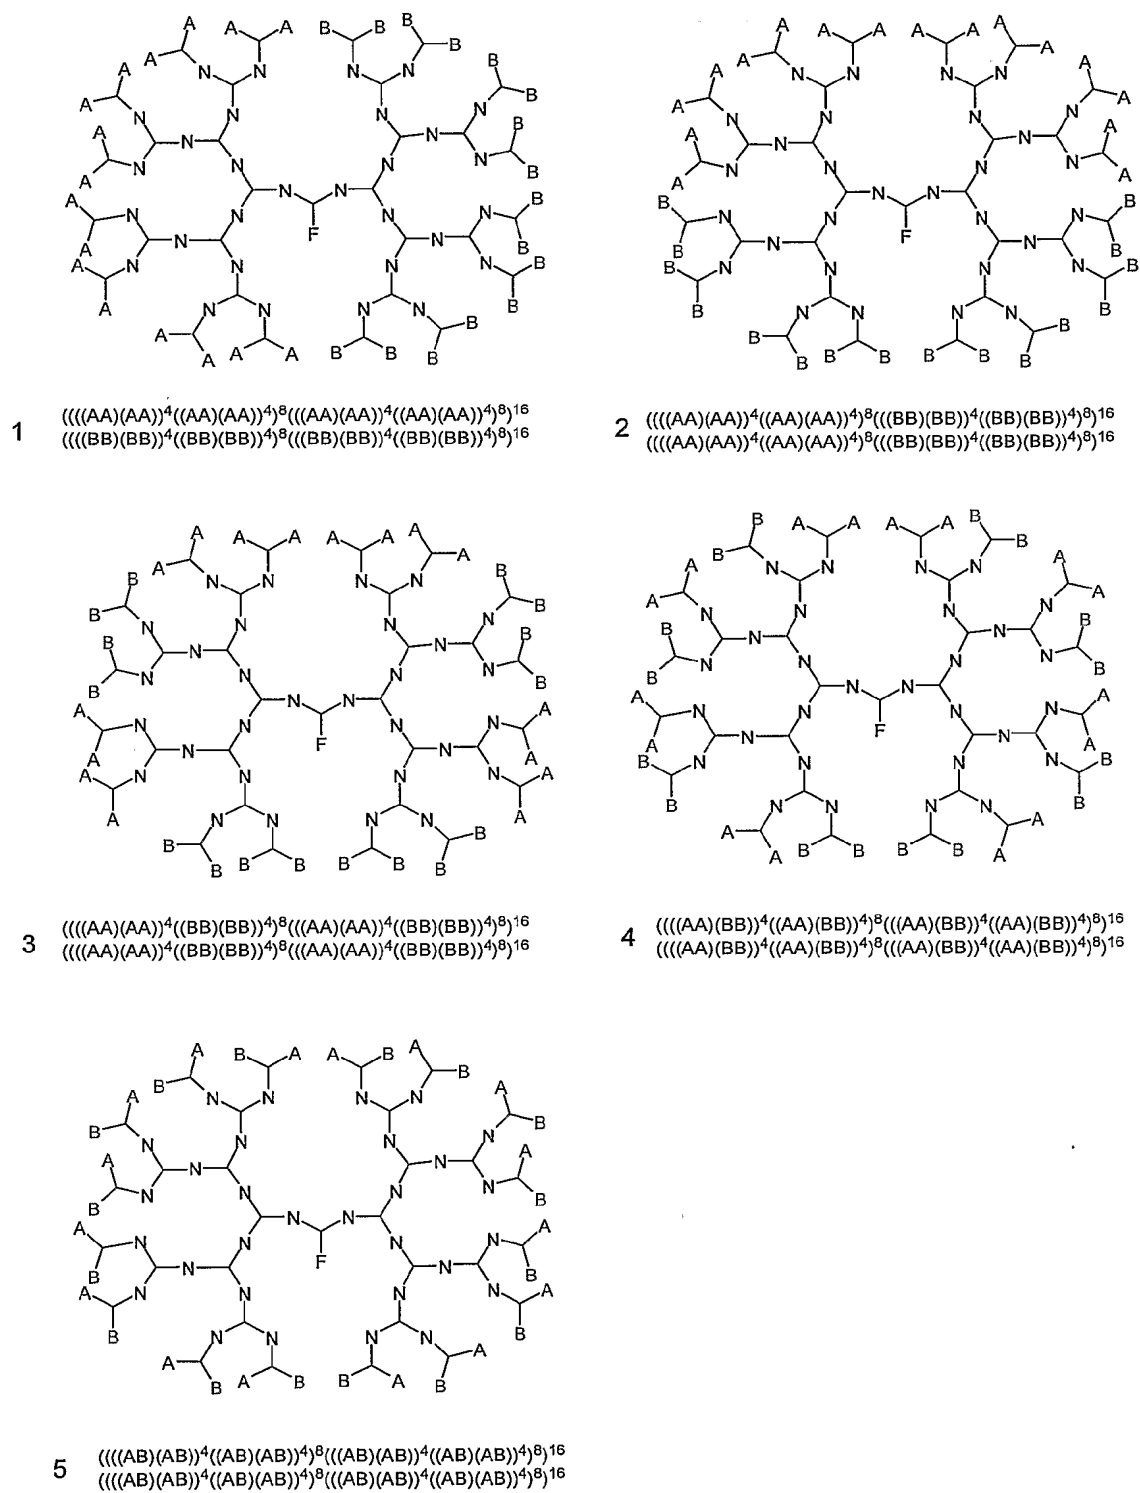 A A A B B B
B
A
A N N N N B
A B
N N N N
A N N B
N N N N B
A
N N
A B
N N N N
A N F N B
A N N N N B
A N N N N B
B
A
A A A B B B
1 ((((AA)(AA))⁴((AA)(AA))⁴)⁸(((AA)(AA))⁴((AA)(AA))⁴)⁸)¹⁶
((((BB)(BB))⁴((BB)(BB))⁴)⁸(((BB)(BB))⁴((BB)(BB))⁴)⁸)¹⁶
A A A A A A
A
A
A N N N N A
A A
N N N N
A N N A
N N N N A
A
N N
B B
N N N N
B N F N B
B N N N N B
B N N N N B
B
B
B B B B B B
2 ((((AA)(AA))⁴((AA)(AA))⁴)⁸(((BB)(BB))⁴((BB)(BB))⁴)⁸)¹⁶
((((AA)(AA))⁴((AA)(AA))⁴)⁸(((BB)(BB))⁴((BB)(BB))⁴)⁸)¹⁶
A A A A A A
A
A
B N N N N B
B B
N N N N
B N N B
N N N N B
B
N N
A A
N N N N
A N F N A
A N N N N A
A N N N N A
B
B
B B B B B B
3 ((((AA)(AA))⁴((BB)(BB))⁴)⁸(((AA)(AA))⁴((BB)(BB))⁴)⁸)¹⁶
((((AA)(AA))⁴((BB)(BB))⁴)⁸(((AA)(AA))⁴((BB)(BB))⁴)⁸)¹⁶
B A A A A B
B
B
A N N N N A
A A
N N N N
B N N B
N N N N B
B
N N
A A
N N N N
A N F N A
B N N N N B
B N N N N B
A
A
A B B B B A
4 ((((AA)(BB))⁴((AA)(BB))⁴)⁸(((AA)(BB))⁴((AA)(BB))⁴)⁸)¹⁶
((((AA)(BB))⁴((AA)(BB))⁴)⁸(((AA)(BB))⁴((AA)(BB))⁴)⁸)¹⁶
A B A A B A
B
B
A N N N N A
B B
N N N N
A N N A
N N N N B
B
N N
A A
N N N N
B N F N B
A N N N N A
B N N N N B
A
A
B A B B A B
5 ((((AB)(AB))⁴((AB)(AB))⁴)⁸(((AB)(AB))⁴((AB)(AB))⁴)⁸)¹⁶
((((AB)(AB))⁴((AB)(AB))⁴)⁸(((AB)(AB))⁴((AB)(AB))⁴)⁸)¹⁶